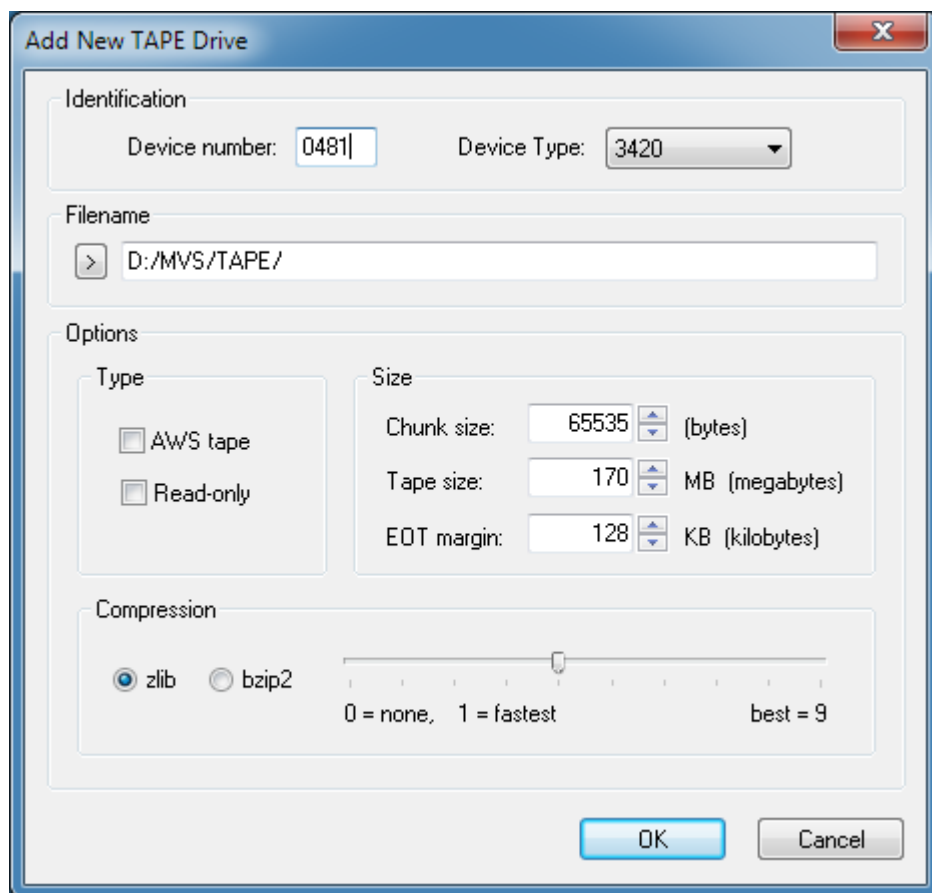 Add New TAPE Drive
Identification
Device number: 0481 Device Type: 3420
Filename
> D:/MVS/TAPE/
Options
Type
AWS tape
Read-only
Size
Chunk size: 65535 (bytes)
Tape size: 170 MB (megabytes)
EOT margin: 128 KB (kilobytes)
Compression
zlib bzip2
0 = none, 1 = fastest best = 9
OK Cancel